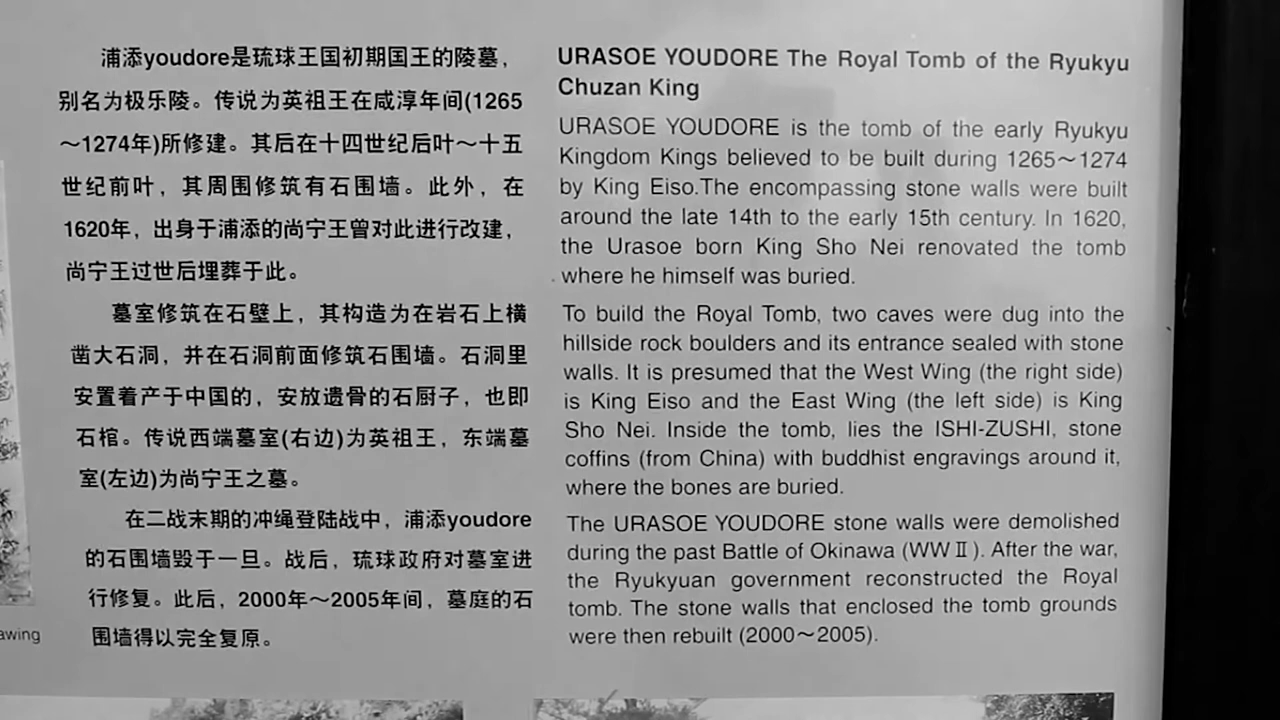 浦添youdore是琉球王国初期国王的陵墓，
别名为极乐陵。传说为英祖王在咸淳年间(1265
～1274年)所修建。其后在十四世纪后叶～十五
世纪前叶，其周围修筑有石围墙。此外，在
1620年，出身于浦添的尚宁王曾对此进行改建，
尚宁王过世后埋葬于此。
墓室修筑在石壁上，其构造为在岩石上横
凿大石洞，并在石洞前面修筑石围墙。石洞里
安置着产于中国的，安放遗骨的石厨子，也即
石棺。传说西端墓室(右边)为英祖王，东端墓
室(左边)为尚宁王之墓。
在二战末期的冲绳登陆战中，浦添youdore
的石围墙毁于一旦。战后，琉球政府对墓室进
行修复。此后，2000年～2005年间，墓庭的石
围墙得以完全复原。
awing
URASOE YOUDORE The Royal Tomb of the Ryukyu
Chuzan King
URASOE YOUDORE is the tomb of the early Ryukyu
Kingdom Kings believed to be built during 1265～1274
by King Eiso.The encompassing stone walls were built
around the late 14th to the early 15th century. In 1620,
the Urasoe born King Sho Nei renovated the tomb
where he himself was buried.
To build the Royal Tomb, two caves were dug into the
hillside rock boulders and its entrance sealed with stone
walls. It is presumed that the West Wing (the right side)
is King Eiso and the East Wing (the left side) is King
Sho Nei. Inside the tomb, lies the ISHI-ZUSHI, stone
coffins (from China) with buddhist engravings around it,
where the bones are buried.
The URASOE YOUDORE stone walls were demolished
during the past Battle of Okinawa (WWⅡ). After the war,
the Ryukyuan government reconstructed the Royal
tomb. The stone walls that enclosed the tomb grounds
were then rebuilt (2000～2005).